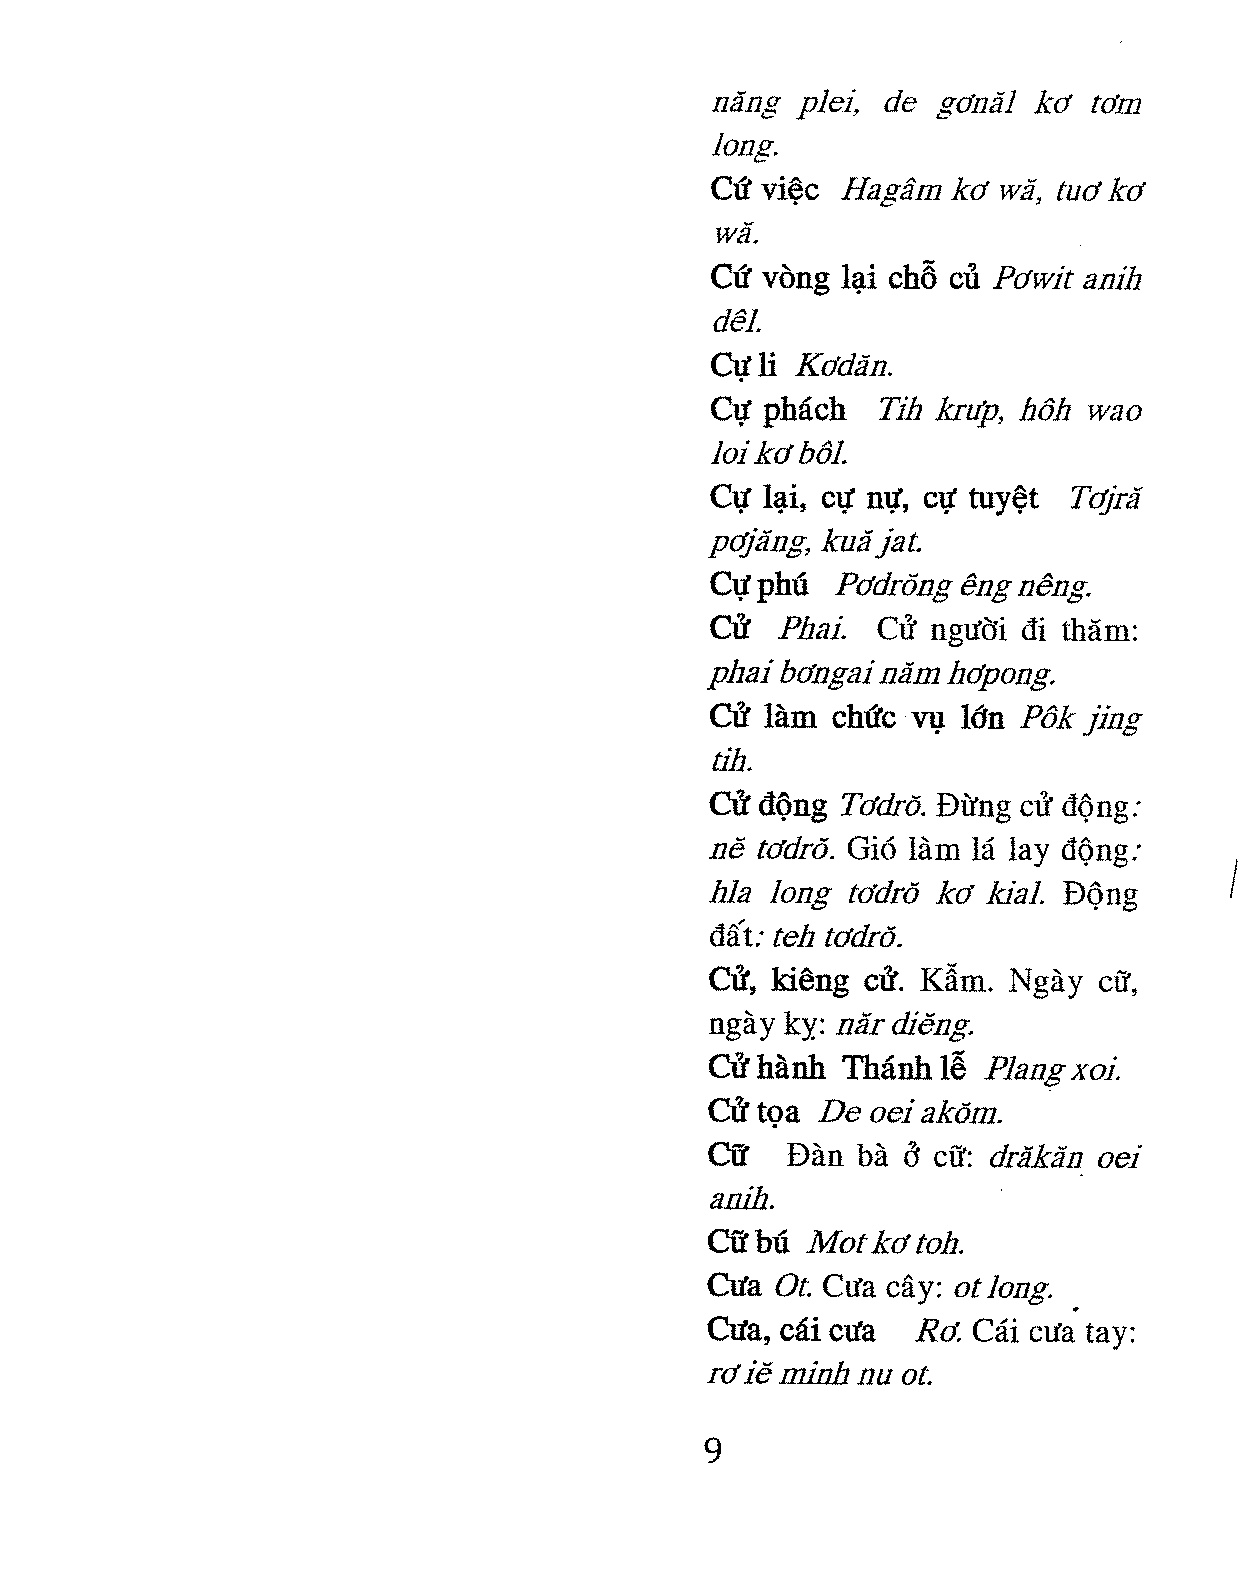 năng plei, de gơnăl kơ tơm
long.
Cứ việc Hagâm kơ wă, tuơ kơ
wă.
Cứ vòng lại chỗ củ Pơwit anih
dêl.
Cự li Kơdăn.
Cự phách Tih krưp, hôh wao
loi kơ bôl.
Cự lại, cự nự, cự tuyệt Tơjră
pơjăng, kuă jat.
Cự phú Pơdrŏng êng nêng.
Cử Phai. Cử người đi thăm:
phai bơngai năm hơpong.
Cử làm chức vụ lớn Pôk jing
tih.
Cử động Tơdrŏ. Đừng cử động:
nĕ tơdrŏ. Gió làm lá lay động:
hla long tơdrŏ kơ kial. Động
đất: teh tơdrŏ.
Cử, kiêng cử. Kẵm. Ngày cữ,
ngày kỵ: năr diĕng.
Cử hành Thánh lễ Plang xoi.
Cử tọa De oei akŏm.
Cữ Đàn bà ở cữ: drăkăn oei
anih.
Cữ bú Mot kơ toh.
Cưa Ot. Cưa cây: ot long.
Cưa, cái cưa Rơ. Cái cưa tay:
rơ iĕ minh nu ot.
9